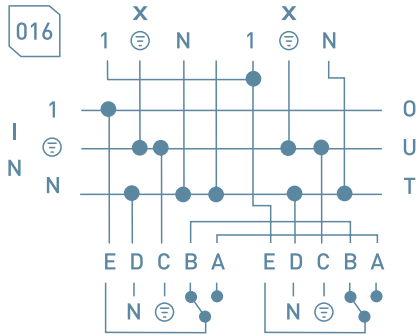 016
X X
1 ⏚ N 1 ⏚ N
1 O
I ⏚ U
N N T
E D C B A E D C B A
N ⏚ N ⏚